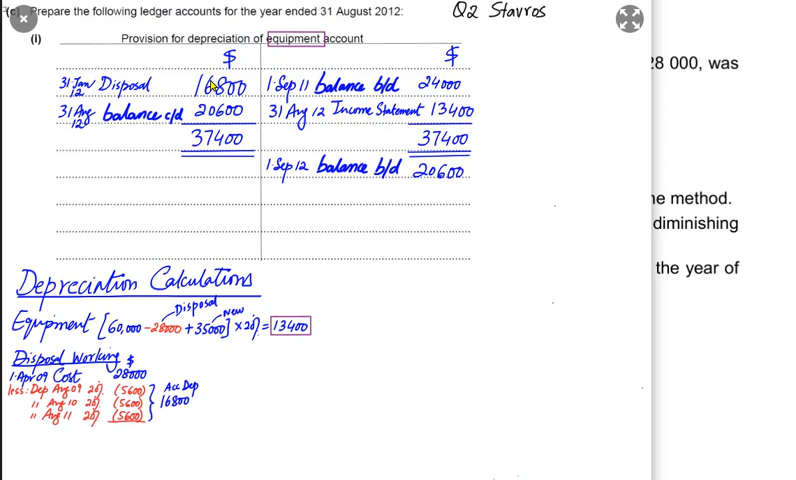 (c) Prepare the following ledger accounts for the year ended 31 August 2012:
Q2 Stavros
(i) Provision for depreciation of equipment account
$ $
31 Jan 12 Disposal 16800 1 Sep 11 balance b/d 24000
31 Aug 12 balance c/d 20600 31 Aug 12 Income Statement 13400
37400 37400
1 Sep 12 balance b/d 20600
28 000, was
ne method.
diminishing
the year of
Depreciation Calculations
Disposal New
Equipment [60,000 - 28000 + 35000] × 20% = 13400
Disposal Working $
1 Apr 09 Cost 28000
less: Dep Aug 09 20% (5600) Acc Dep
" Aug 10 20% (5600) 16800
" Aug 11 20% (5600)